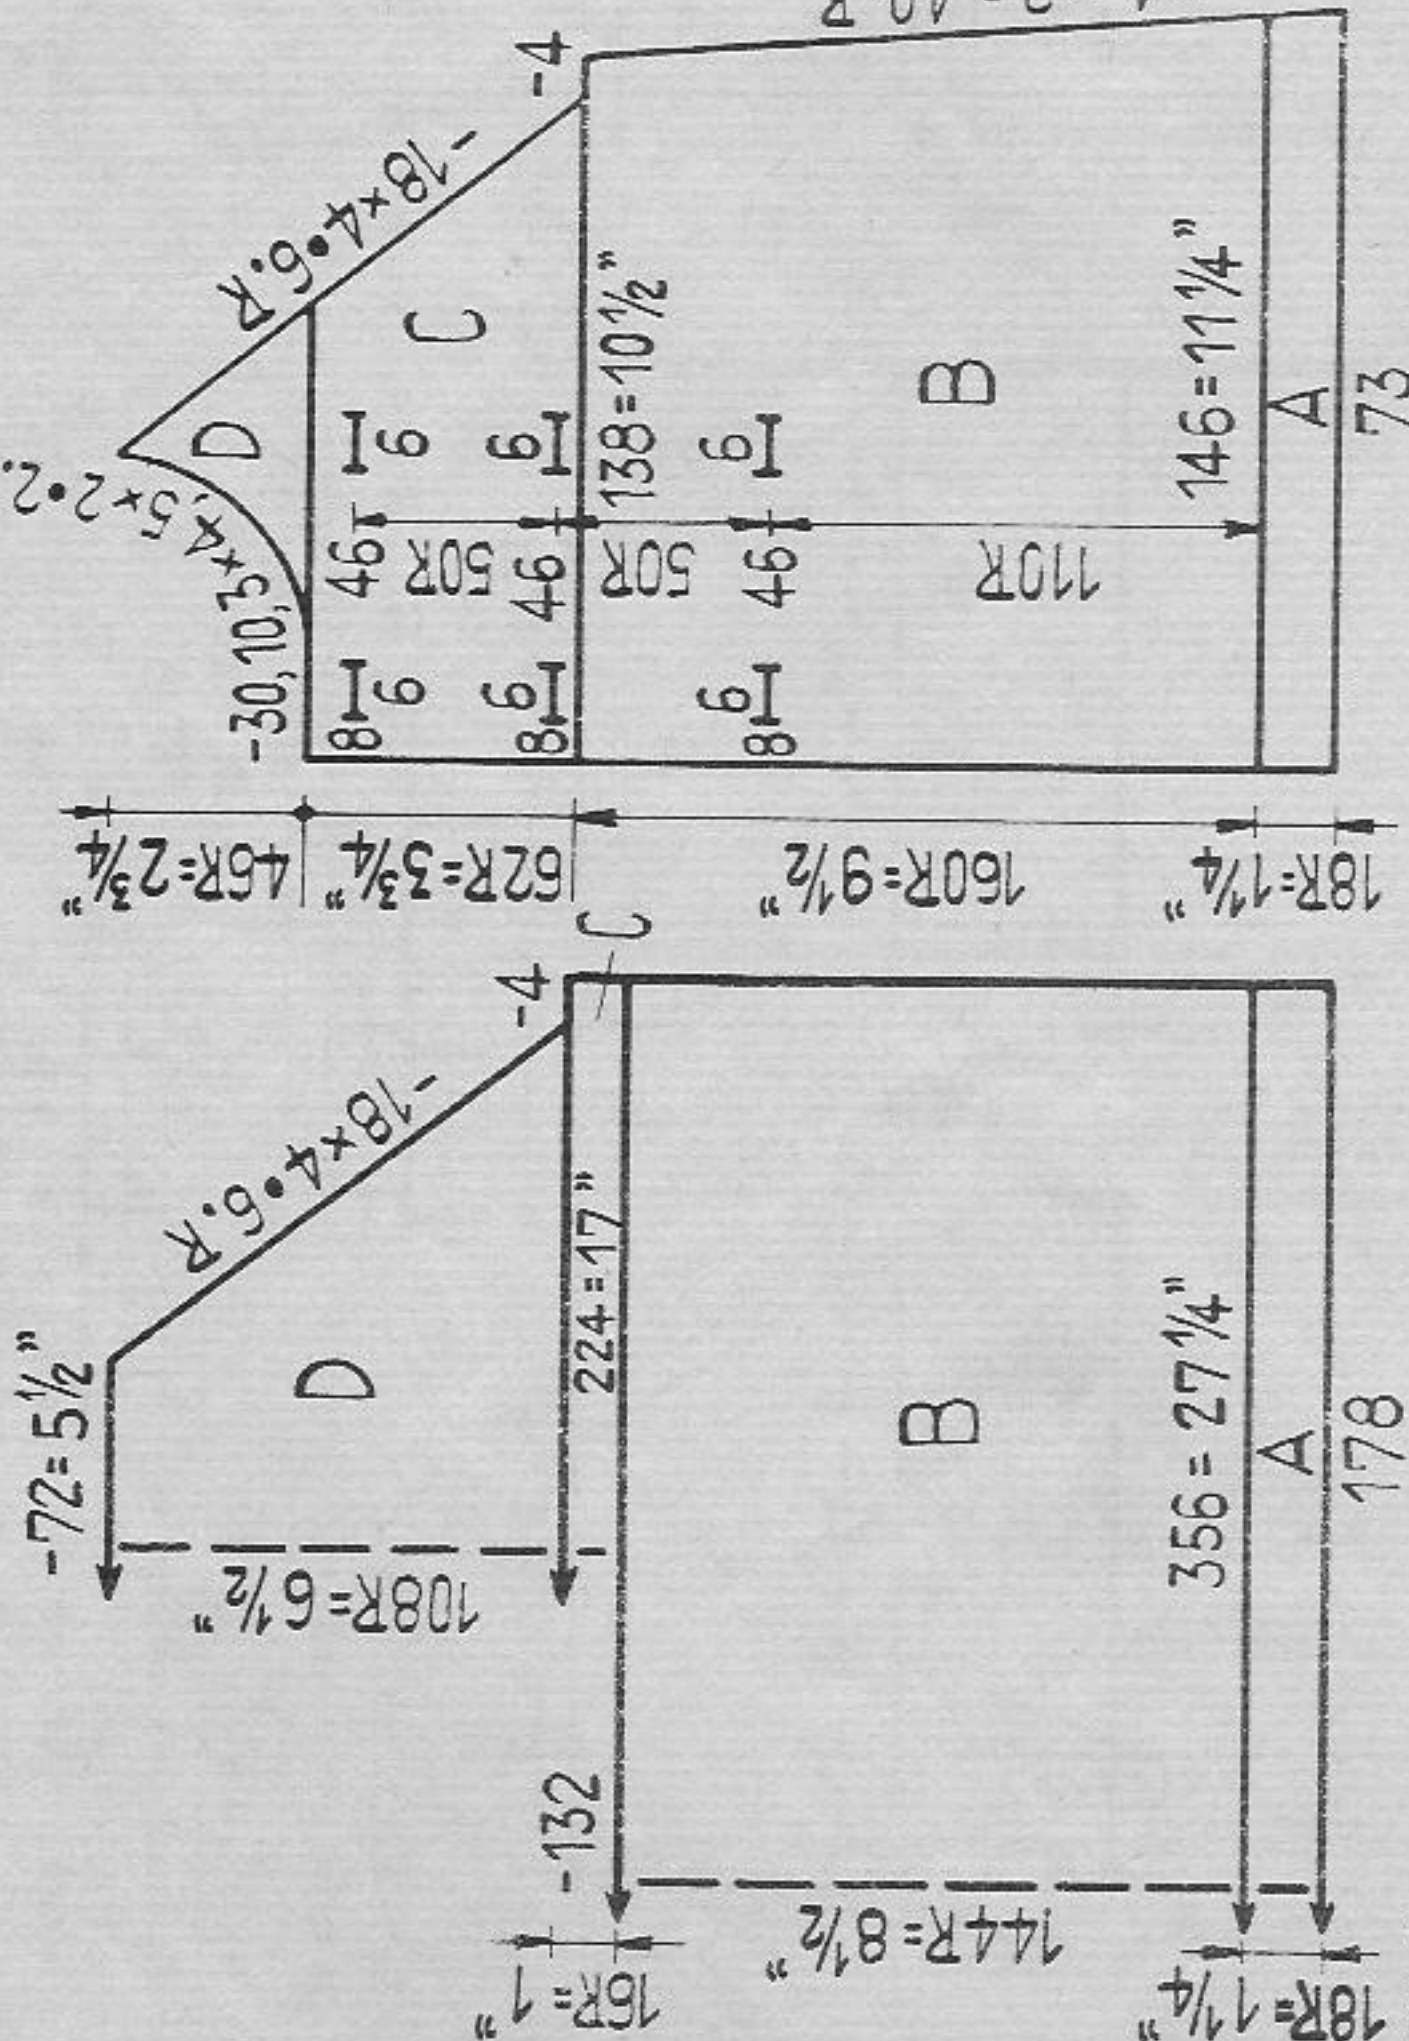 -4
-18×4•6.R
D
C
-30,10,3×4,5×2•2.
8
6
46
6
50R
8
6
46
6
138=10½"
50R
8
6
46
6
B
110R
146=11¼"
A
73
46R=2¾"
62R=3¾"
160R=9½"
18R=1¼"
-72=5½"
-18×4•6.R
-4
C
D
108R=6½"
224=17"
-132
16R=1"
B
144R=8½"
356=27¼"
A
178
18R=1¼"